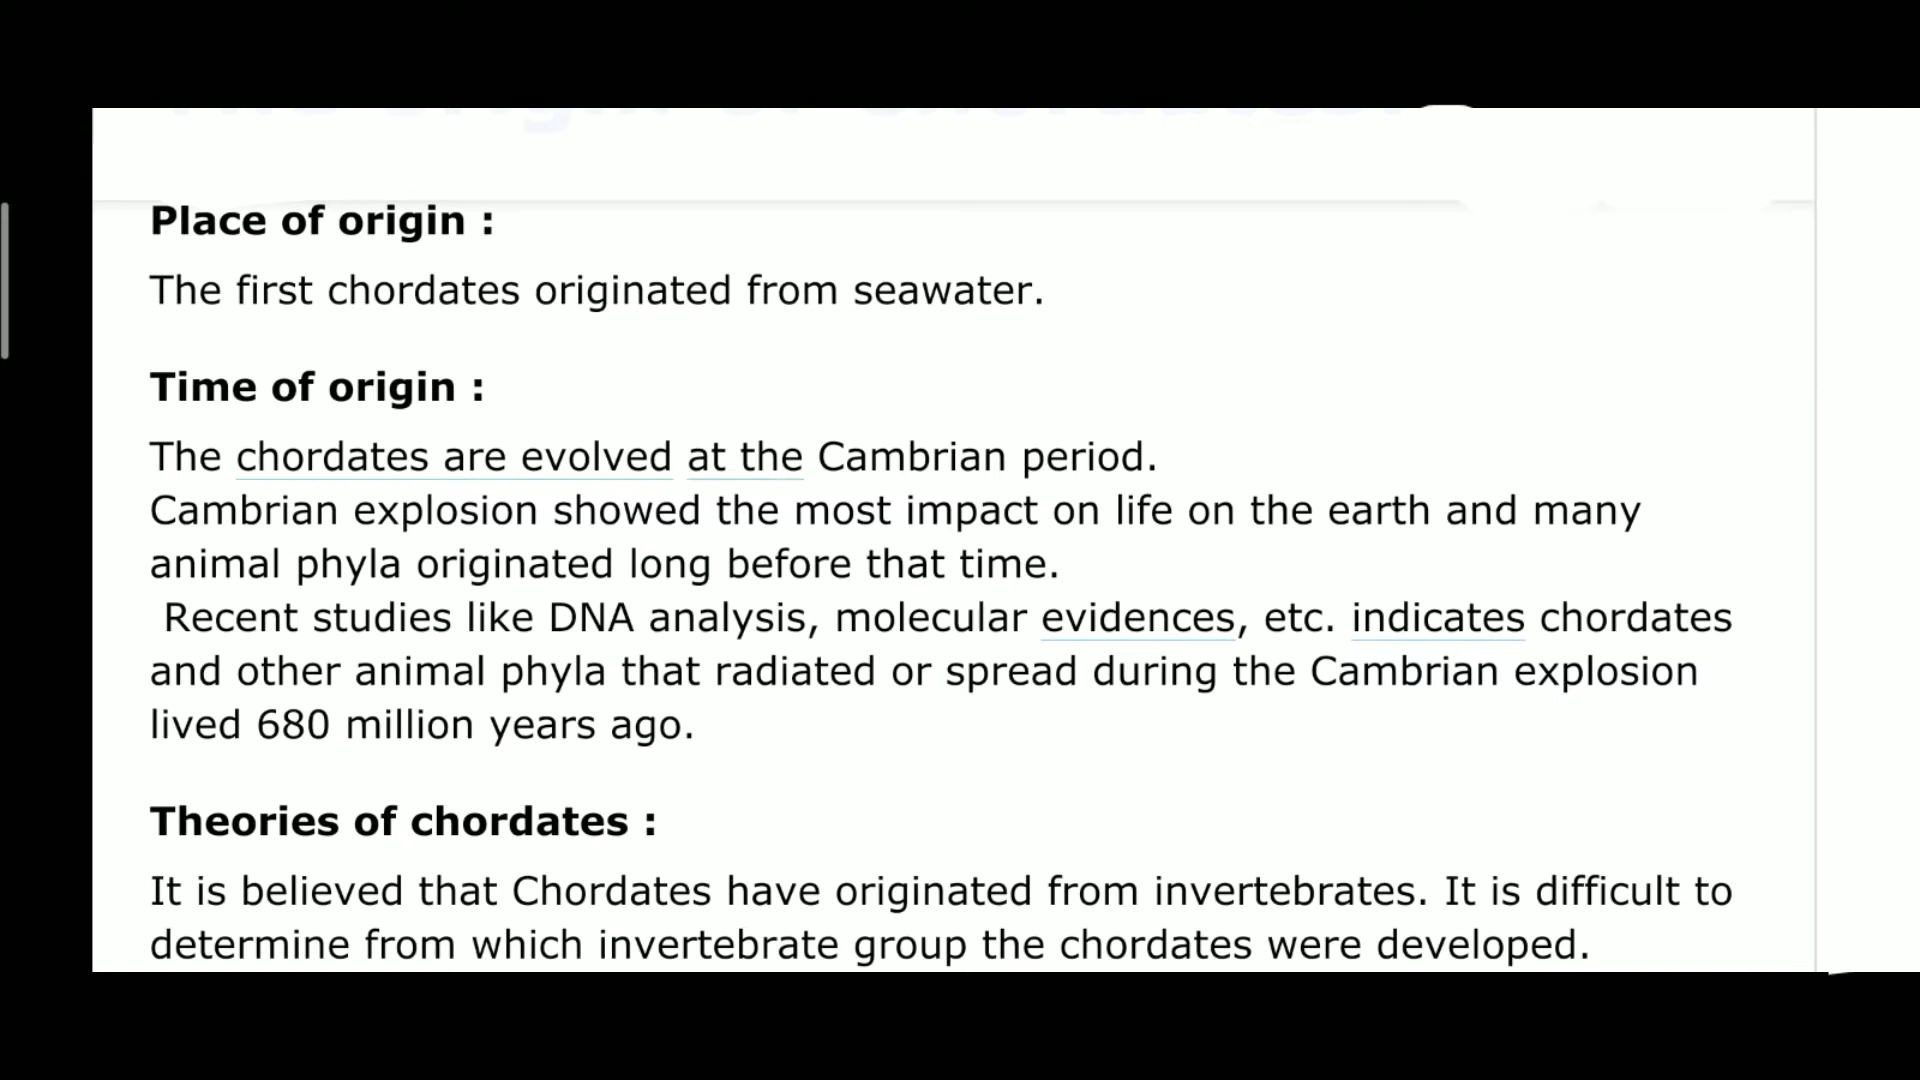 Place of origin :
The first chordates originated from seawater.
Time of origin :
The chordates are evolved at the Cambrian period.
Cambrian explosion showed the most impact on life on the earth and many
animal phyla originated long before that time.
Recent studies like DNA analysis, molecular evidences, etc. indicates chordates
and other animal phyla that radiated or spread during the Cambrian explosion
lived 680 million years ago.
Theories of chordates :
It is believed that Chordates have originated from invertebrates. It is difficult to
determine from which invertebrate group the chordates were developed.